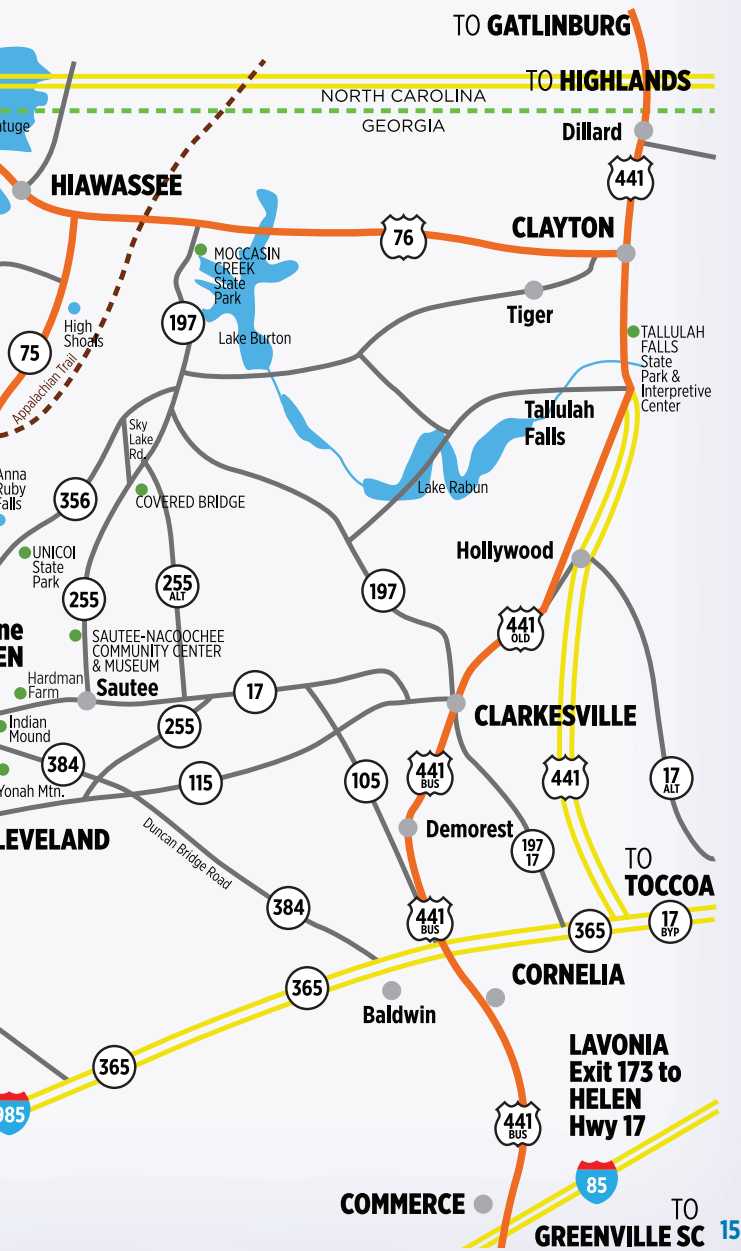 TO GATLINBURG
TO HIGHLANDS
NORTH CAROLINA
GEORGIA
Dillard
441
HIAWASSEE
CLAYTON
76
MOCCASIN
CREEK
State
Park
Tiger
197
High
Shoals
Lake Burton
TALLULAH
FALLS
State
Park &
Interpretive
Center
75
Appalachian Trail
Tallulah
Falls
Sky
Lake
Rd.
Lake Rabun
Anna
Ruby
Falls
356
COVERED BRIDGE
UNICOI
State
Park
Hollywood
255
255
ALT
197
441
OLD
SAUTEE-NACOOCHEE
COMMUNITY CENTER
& MUSEUM
Hardman
Farm
Sautee
17
Indian
Mound
255
CLARKESVILLE
384
115
105
441
BUS
441
17
ALT
Yonah Mtn.
LEVELAND
Demorest
197
17
Duncan Bridge Road
TO
TOCCOA
384
441
BUS
365
17
BYP
365
CORNELIA
Baldwin
365
LAVONIA
Exit 173 to
HELEN
Hwy 17
985
441
BUS
85
COMMERCE
TO
GREENVILLE SC
15